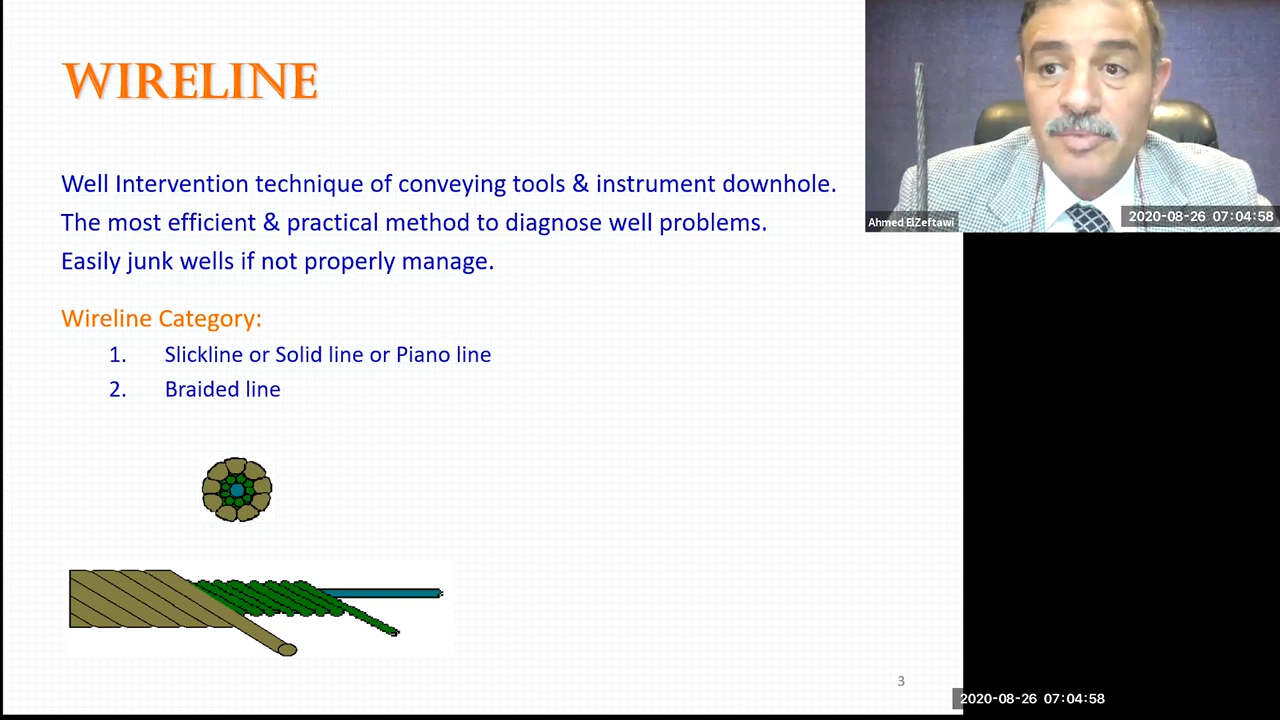 WIRELINE
Well Intervention technique of conveying tools & instrument downhole.
The most efficient & practical method to diagnose well problems.
Easily junk wells if not properly manage.
Wireline Category:
1. Slickline or Solid line or Piano line
2. Braided line
3
Ahmed ElZeftawi
2020-08-26 07:04:58
2020-08-26 07:04:58